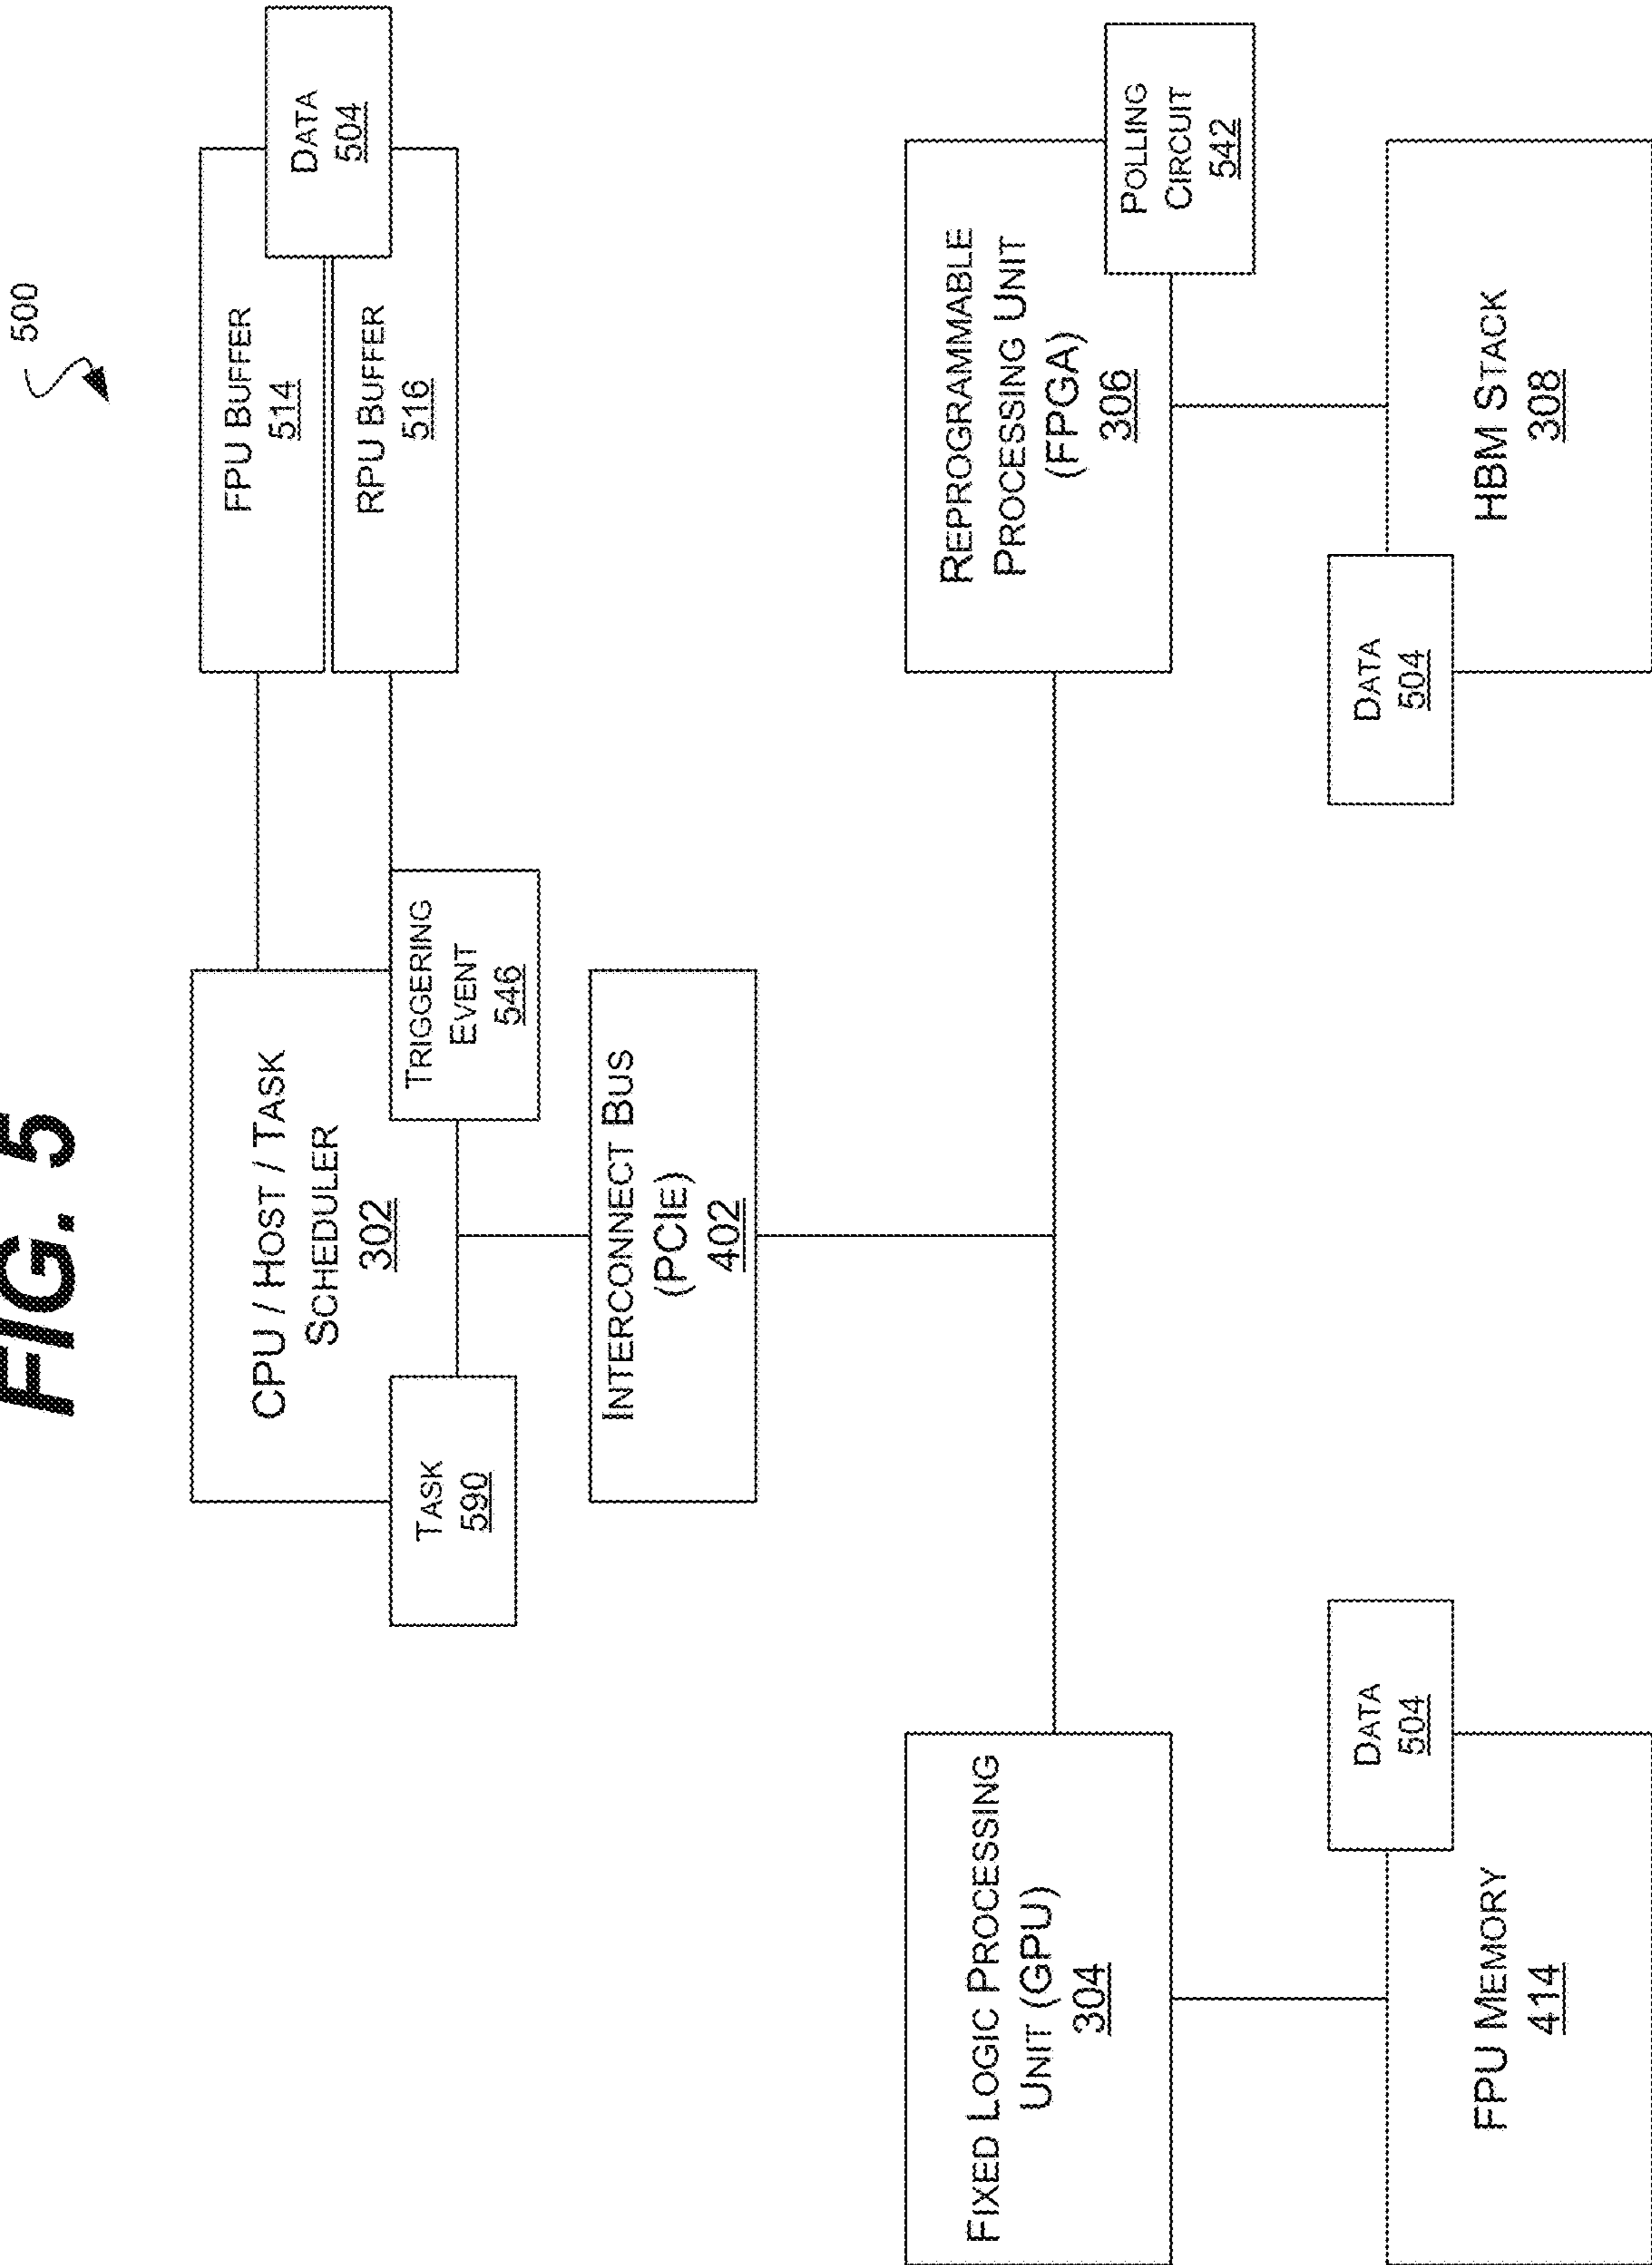 FIG. 5
500
CPU / HOST / TASK
SCHEDULER
302
TASK
590
TRIGGERING
EVENT
546
FPU BUFFER
514
RPU BUFFER
516
DATA
504
INTERCONNECT BUS
(PCIE)
402
FIXED LOGIC PROCESSING
UNIT (GPU)
304
REPROGRAMMABLE
PROCESSING UNIT
(FPGA)
306
POLLING
CIRCUIT
542
DATA
504
FPU MEMORY
414
DATA
504
HBM STACK
308